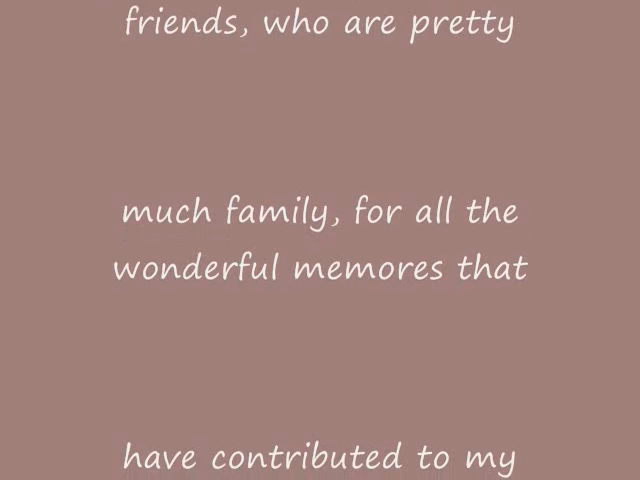 friends, who are pretty
much family, for all the
wonderful memores that
have contributed to my